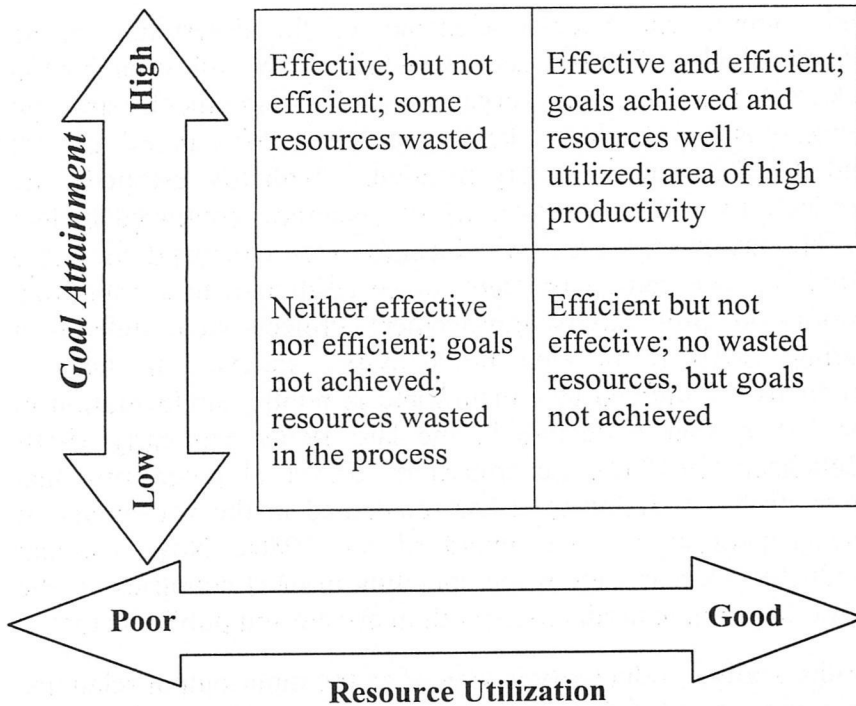 High
Goal Attainment
Low
Effective, but not
efficient; some
resources wasted
Effective and efficient;
goals achieved and
resources well
utilized; area of high
productivity
Neither effective
nor efficient; goals
not achieved;
resources wasted
in the process
Efficient but not
effective; no wasted
resources, but goals
not achieved
Poor
Good
Resource Utilization